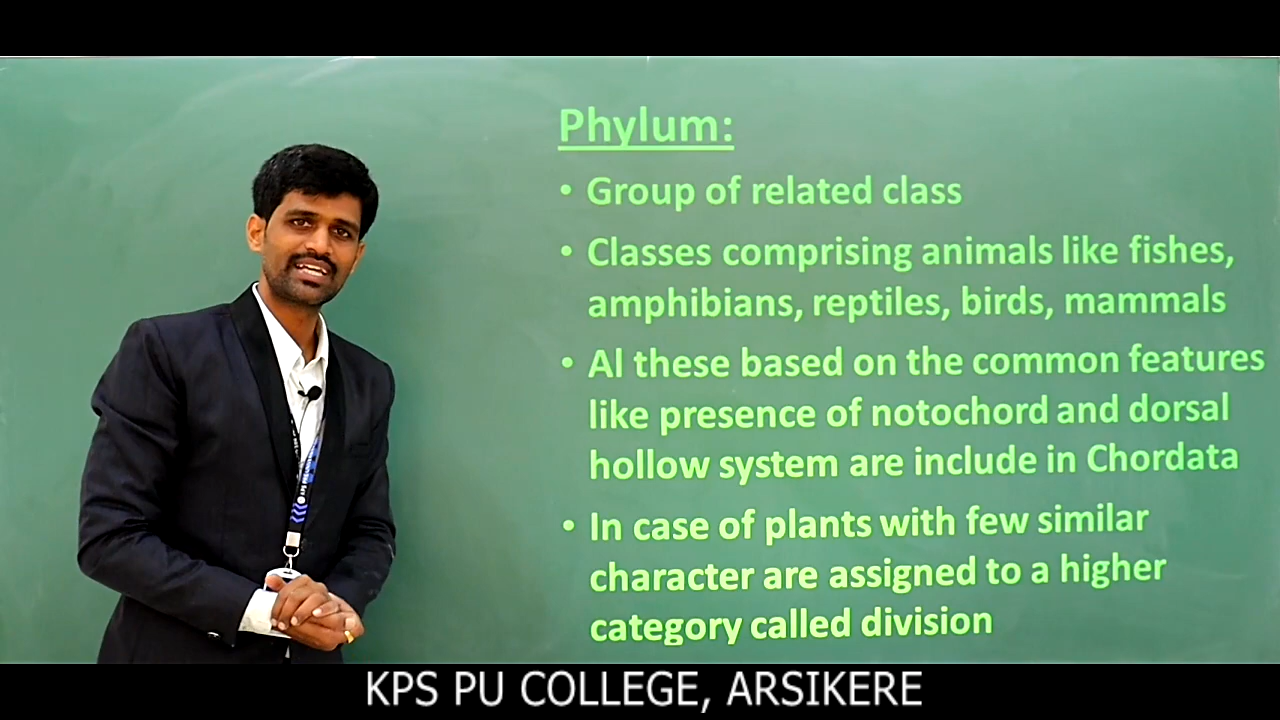 Phylum:
• Group of related class
• Classes comprising animals like fishes,
amphibians, reptiles, birds, mammals
• Al these based on the common features
like presence of notochord and dorsal
hollow system are include in Chordata
• In case of plants with few similar
character are assigned to a higher
category called division
KPS PU COLLEGE, ARSIKERE